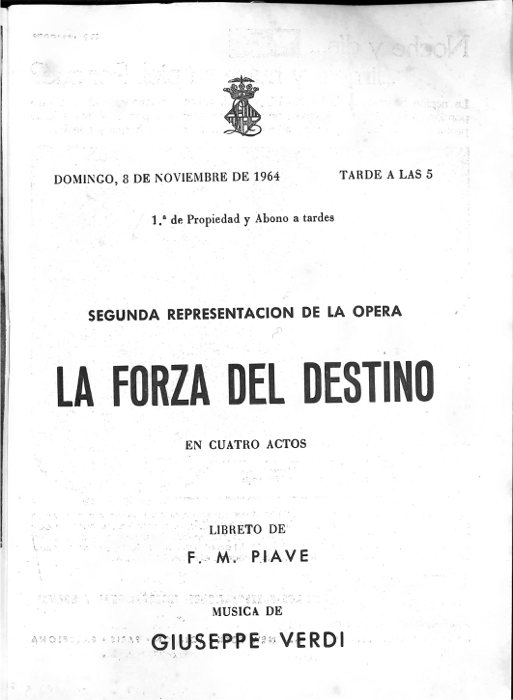 DOMINGO, 8 DE NOVIEMBRE DE 1964 TARDE A LAS 5
1.ª de Propiedad y Abono a tardes
SEGUNDA REPRESENTACION DE LA OPERA
LA FORZA DEL DESTINO
EN CUATRO ACTOS
LIBRETO DE
F. M. PIAVE
MUSICA DE
GIUSEPPE VERDI